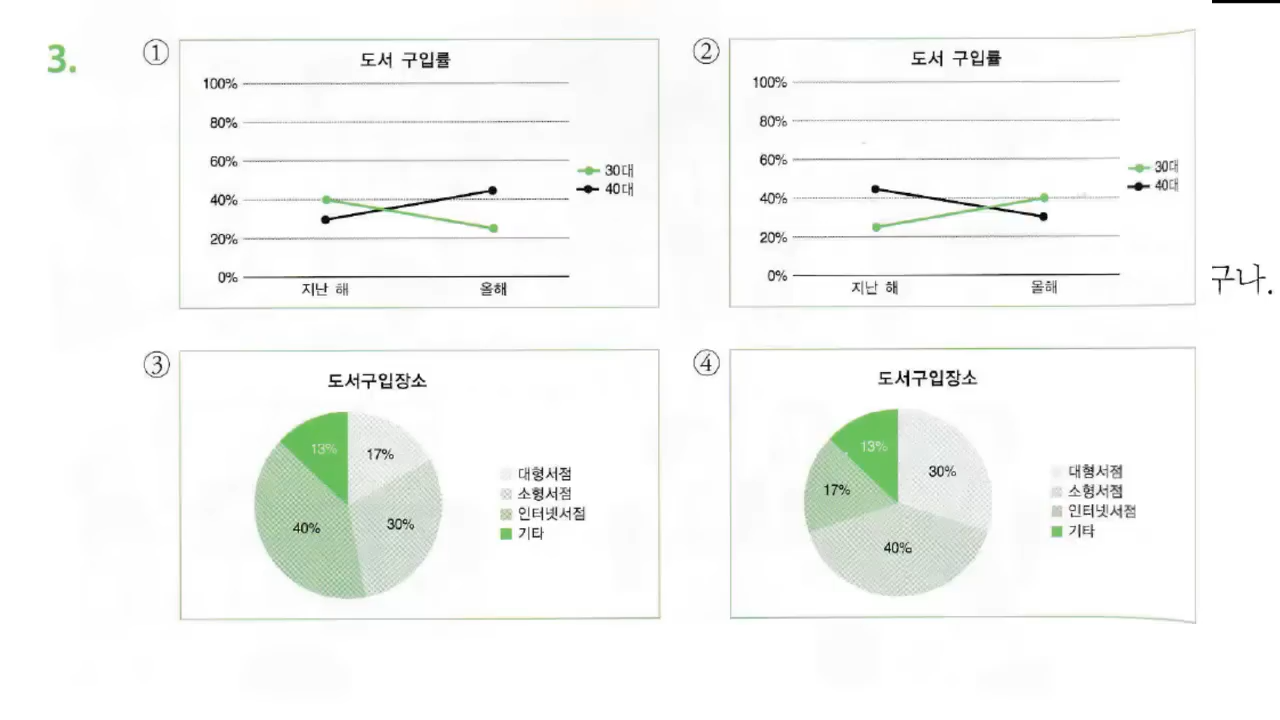 3.
①
도서 구입률
100%
80%
60%
40%
20%
0%
지난 해 올해
30대
40대
②
도서 구입률
100%
80%
60%
40%
20%
0%
지난 해 올해
30대
40대
구나.
③
도서구입장소
13%
17%
40%
30%
대형서점
소형서점
인터넷서점
기타
④
도서구입장소
13%
30%
17%
40%
대형서점
소형서점
인터넷서점
기타